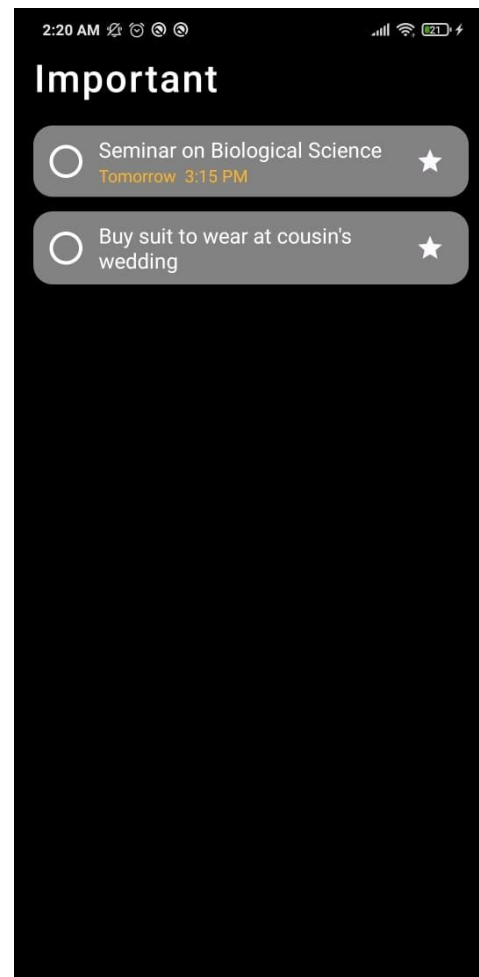 2:20 AM
21
Important
Seminar on Biological Science
Tomorrow 3:15 PM
Buy suit to wear at cousin's
wedding